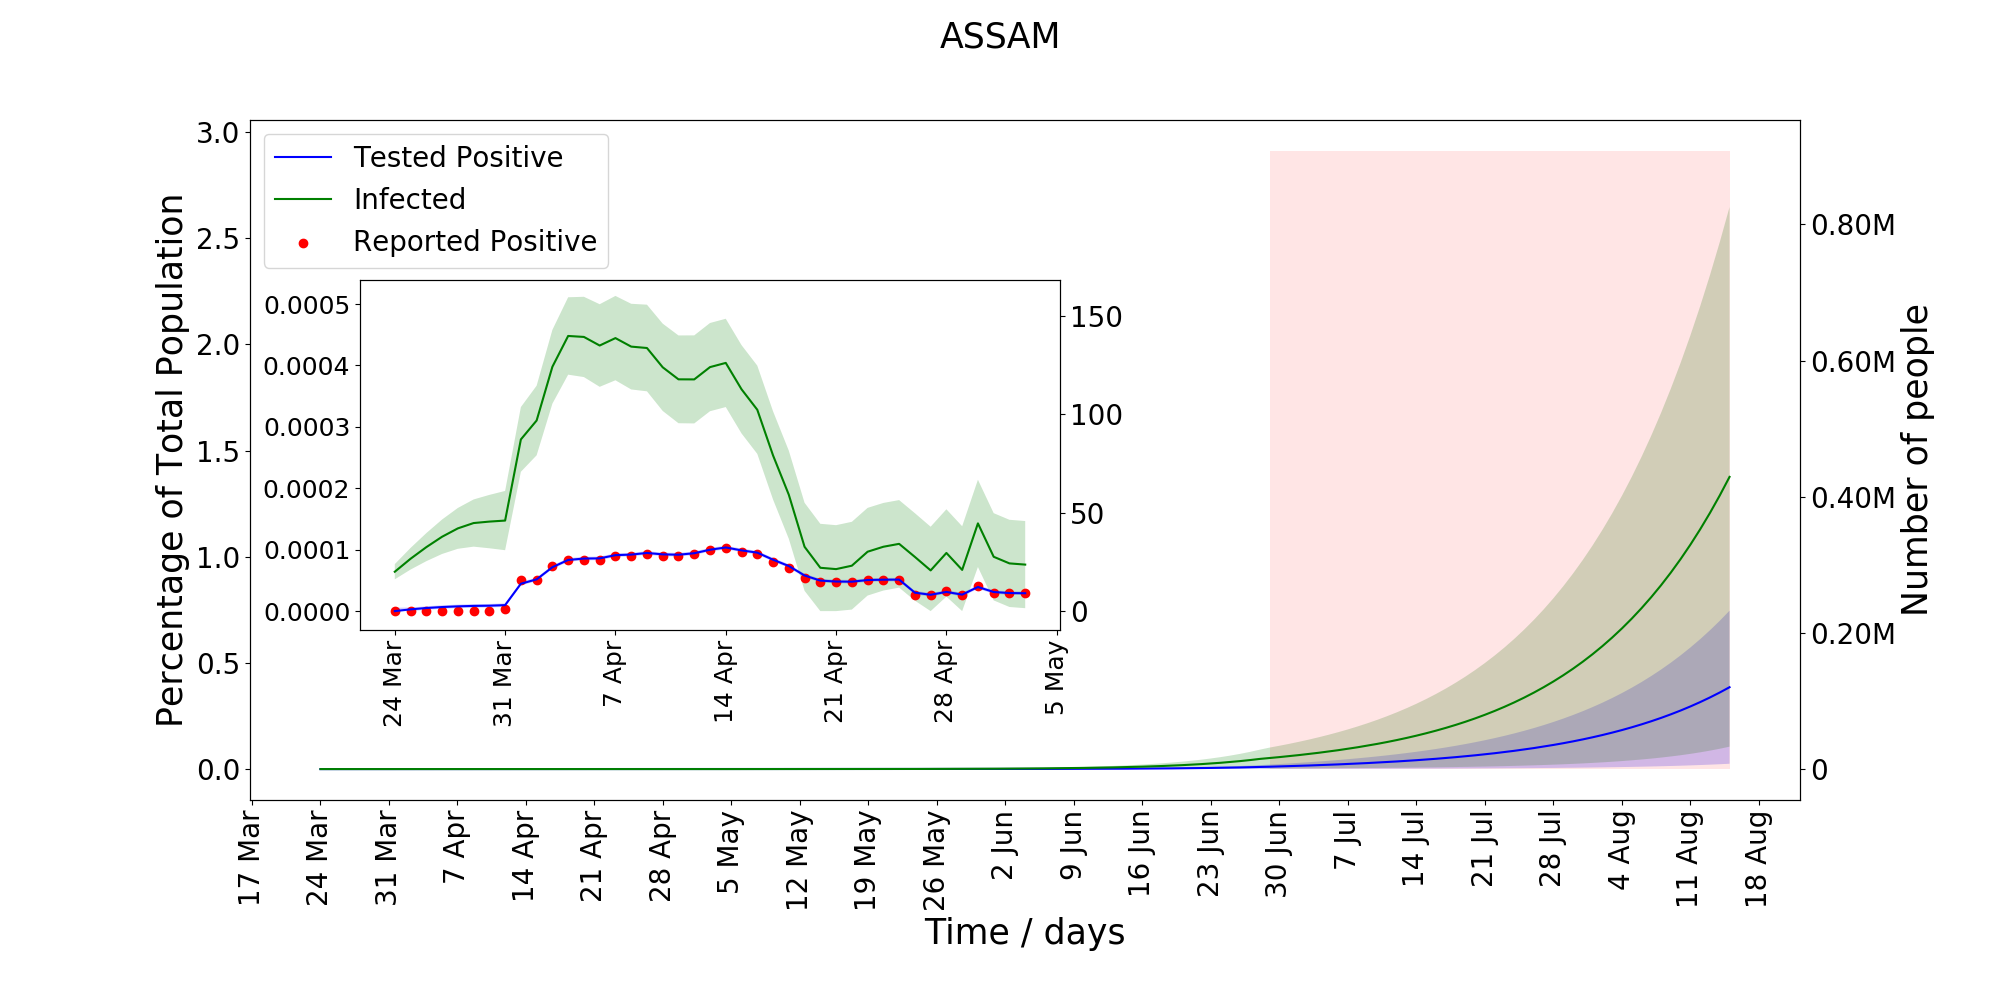 ASSAM
Tested Positive
Infected
Reported Positive
Percentage of Total Population
3.0
2.5
2.0
1.5
1.0
0.5
0.0
0.0005
0.0004
0.0003
0.0002
0.0001
0.0000
150
100
50
0
24 Mar
31 Mar
7 Apr
14 Apr
21 Apr
28 Apr
5 May
0.80M
0.60M
0.40M
0.20M
0
Number of people
17 Mar
24 Mar
31 Mar
7 Apr
14 Apr
21 Apr
28 Apr
5 May
12 May
19 May
26 May
2 Jun
9 Jun
16 Jun
23 Jun
30 Jun
7 Jul
14 Jul
21 Jul
28 Jul
4 Aug
11 Aug
18 Aug
Time / days